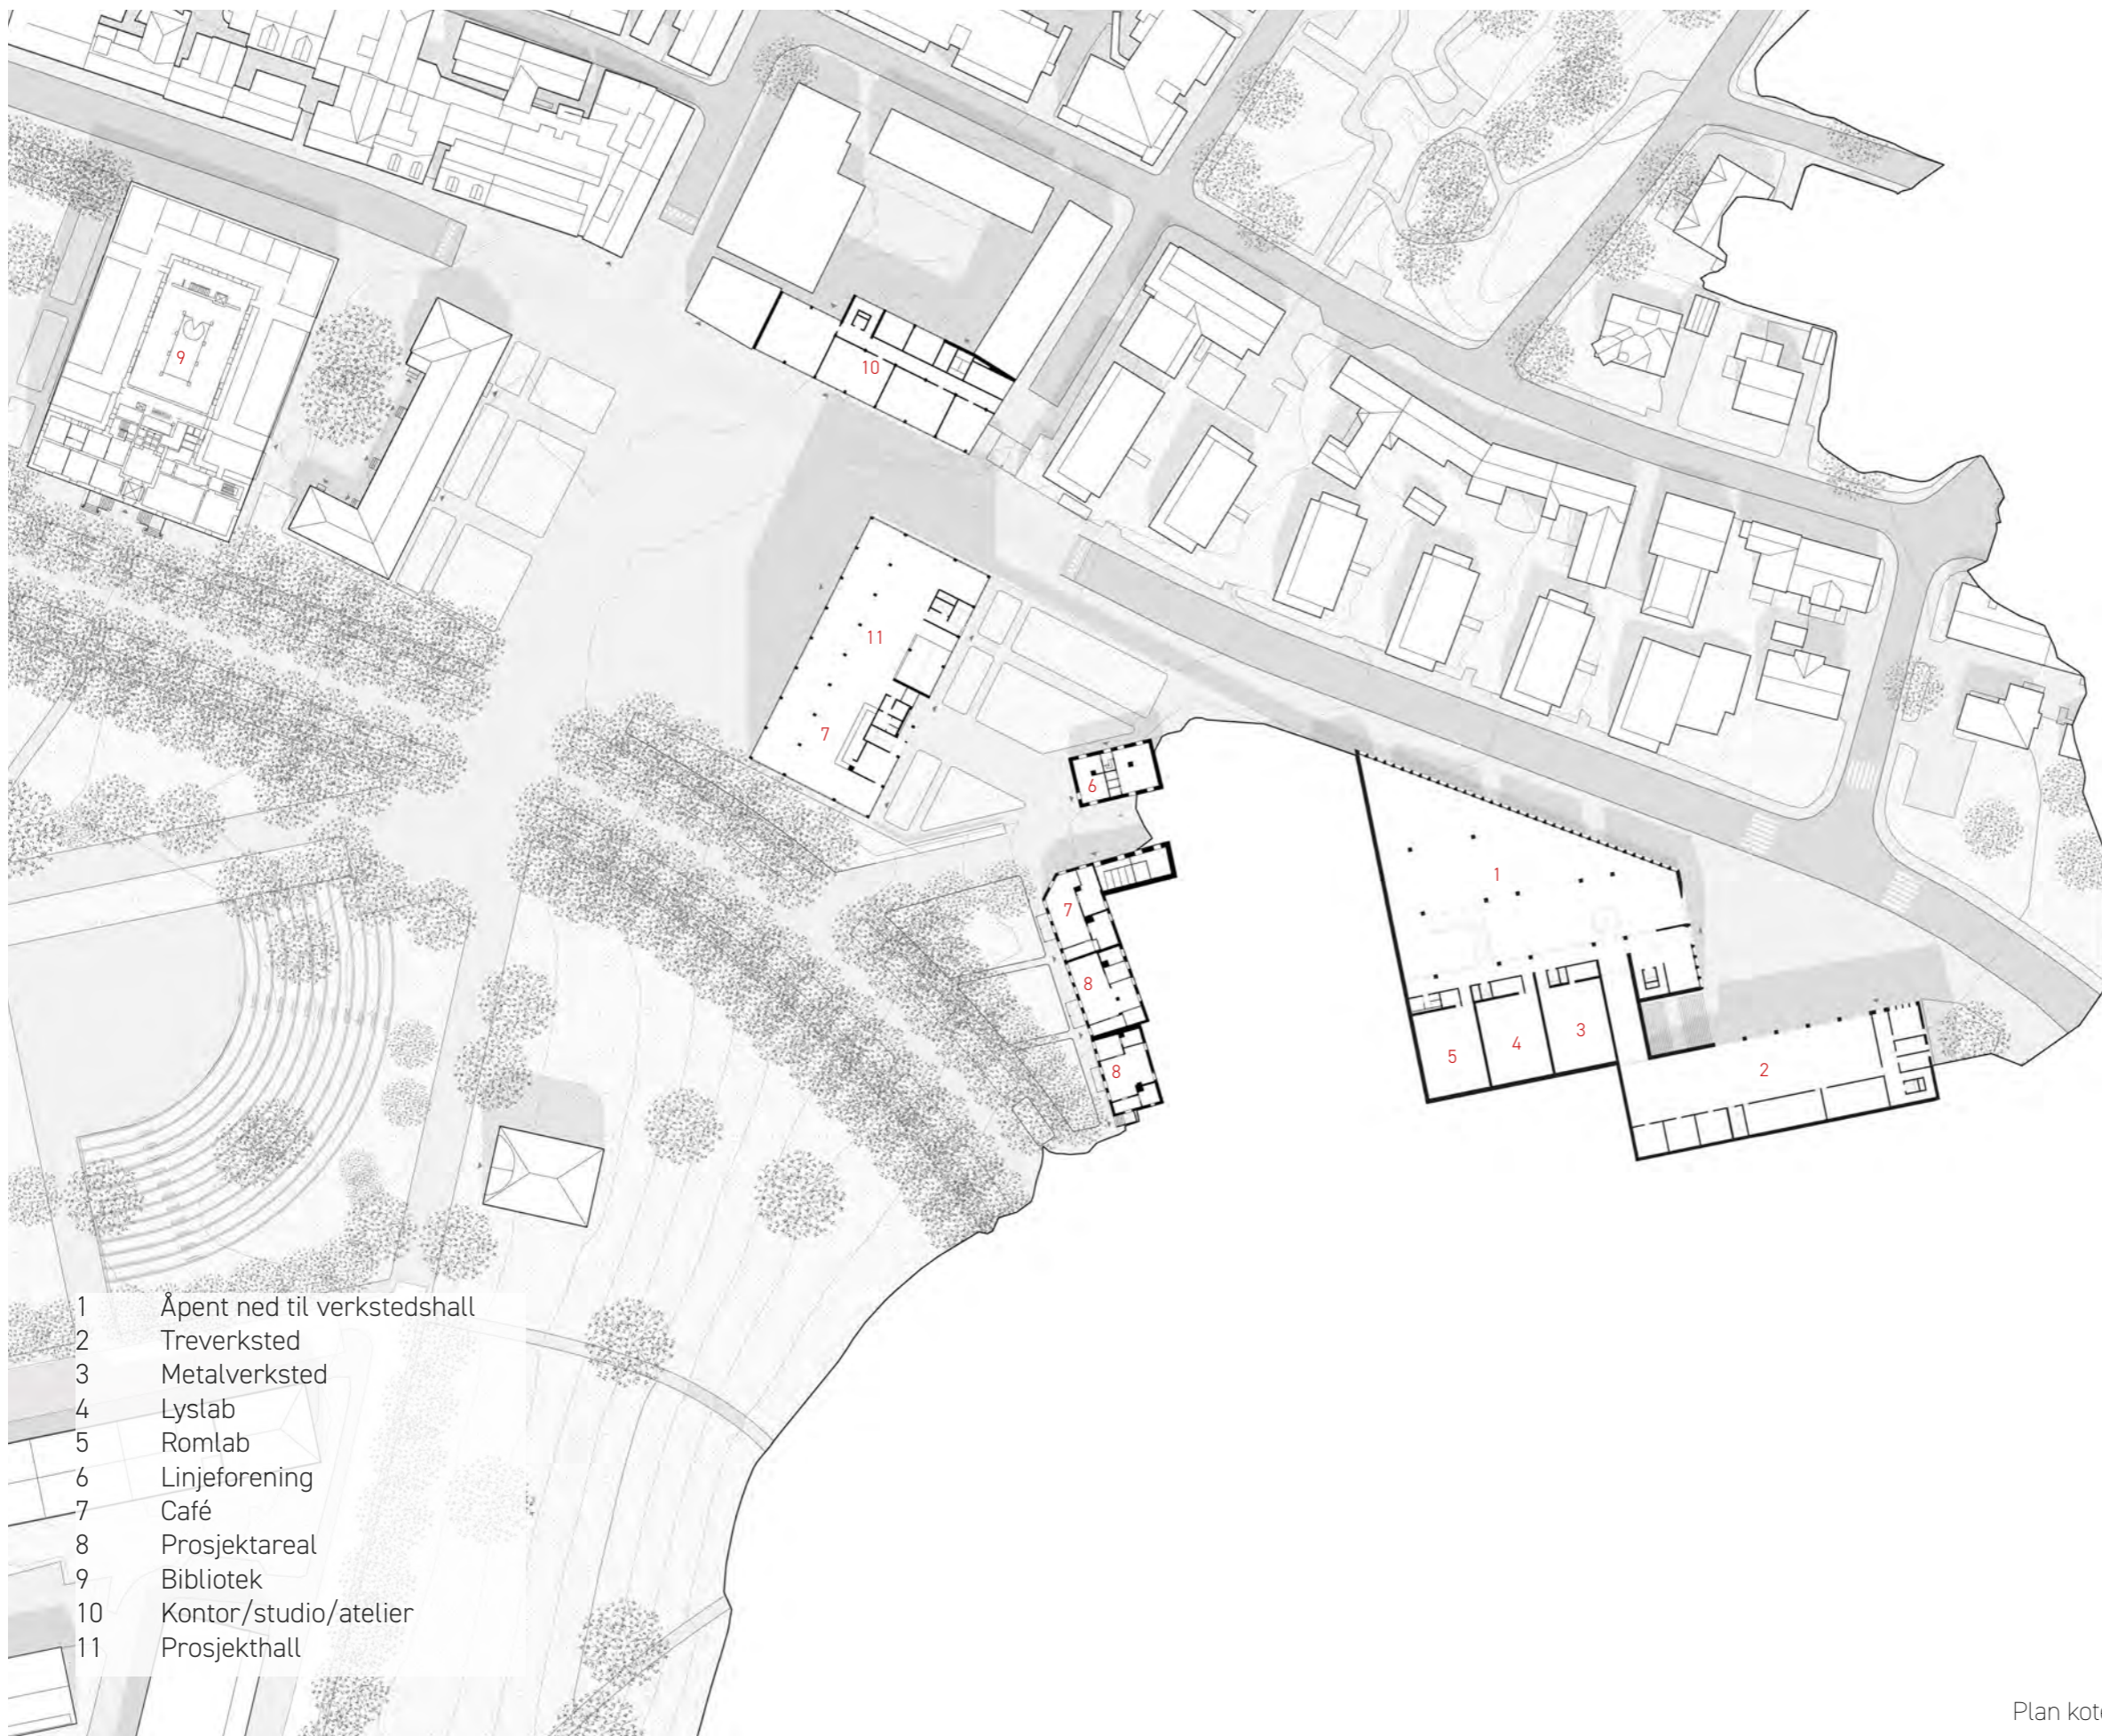 9
10
11
7
6
7
8
8
1
5
4
3
2
1 Åpent ned til verkstedshall
2 Treverksted
3 Metalverksted
4 Lyslab
5 Romlab
6 Linjeforening
7 Café
8 Prosjektareal
9 Bibliotek
10 Kontor/studio/atelier
11 Prosjekthall
Plan kote